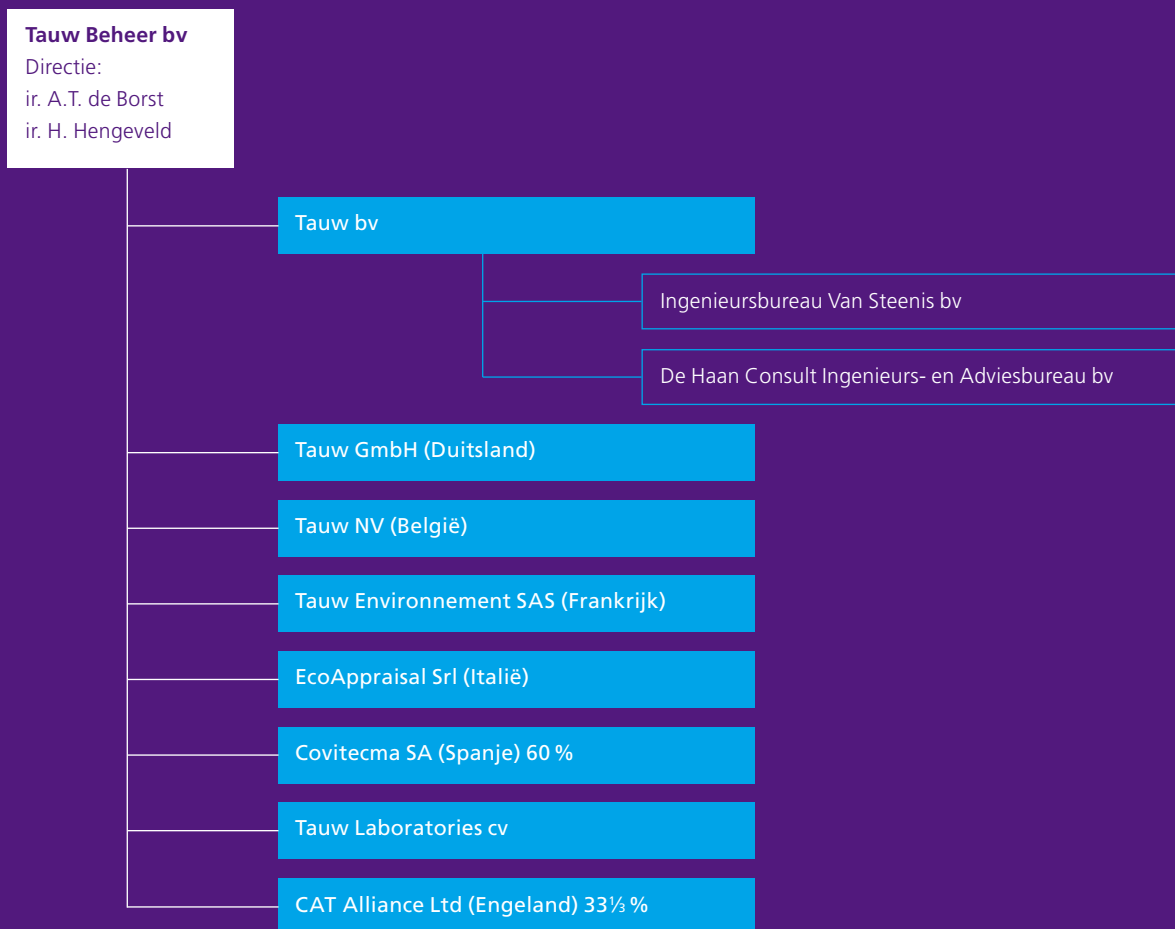 Tauw Beheer bv
Directie:
ir. A.T. de Borst
ir. H. Hengeveld
Tauw bv
Ingenieursbureau Van Steenis bv
De Haan Consult Ingenieurs- en Adviesbureau bv
Tauw GmbH (Duitsland)
Tauw NV (België)
Tauw Environnement SAS (Frankrijk)
EcoAppraisal Srl (Italië)
Covitecma SA (Spanje) 60 %
Tauw Laboratories cv
CAT Alliance Ltd (Engeland) 33⅓ %